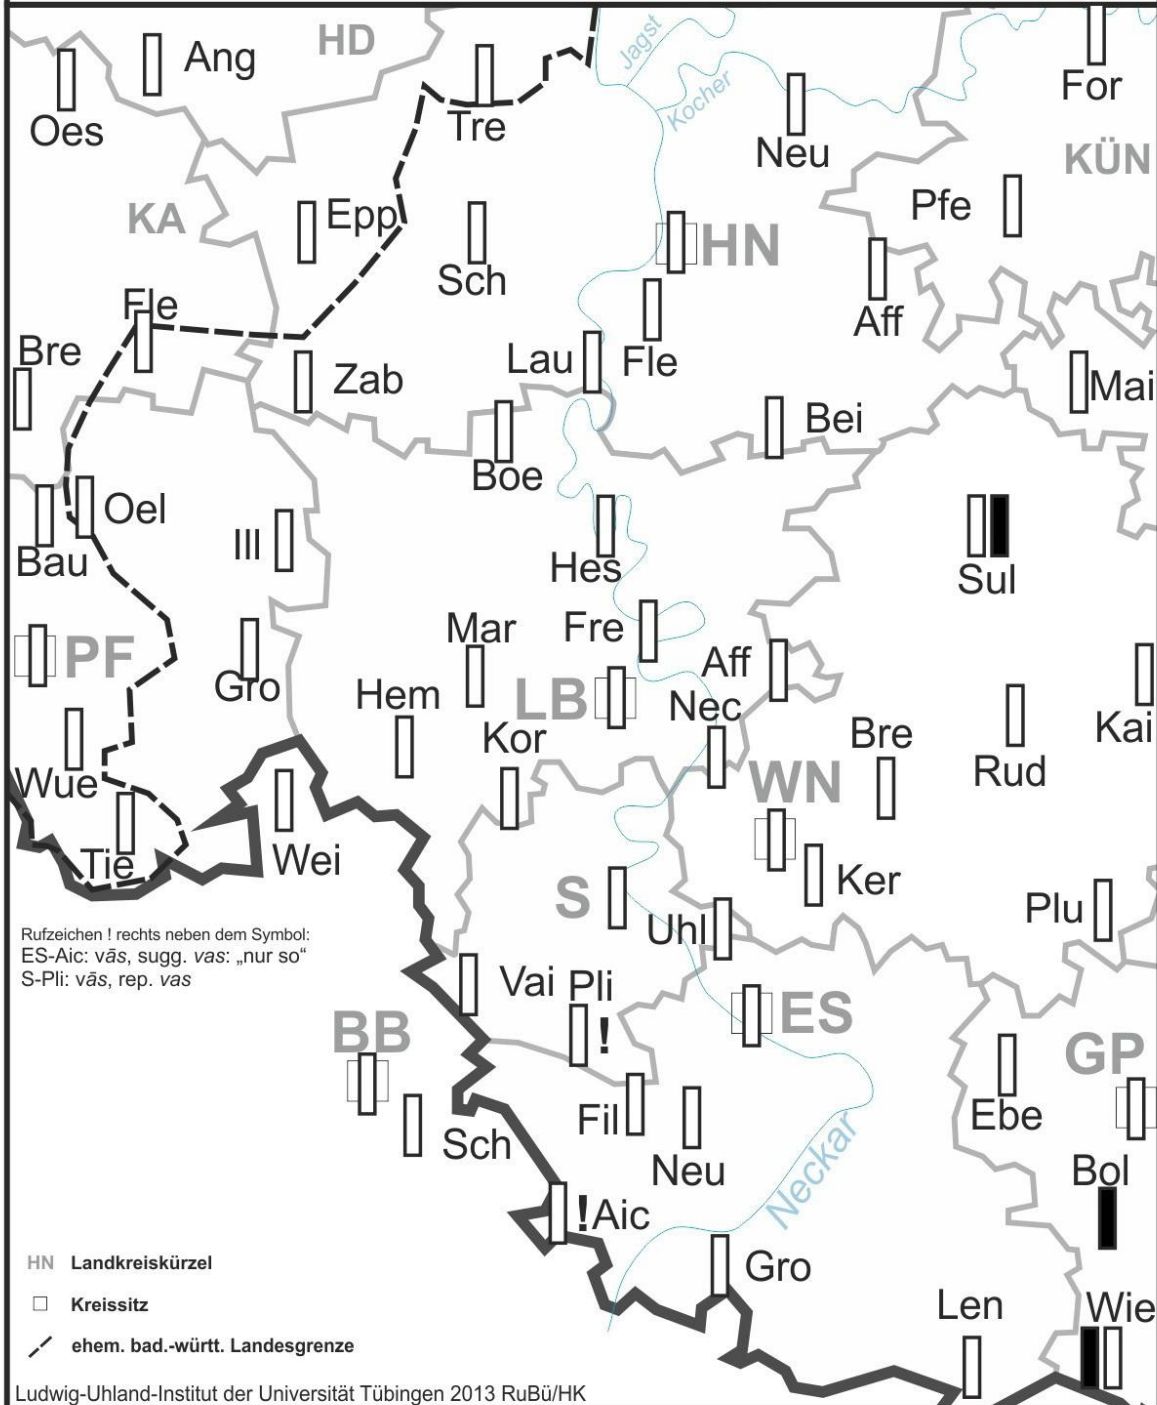 HD
Jagst
Ang
Oes
Tre
Kocher
For
Neu
KÜN
KA
Epp
Pfe
HN
Sch
Fle
Aff
Bre
Lau
Fle
Zab
Mai
Bei
Boe
Oel
Ill
Bau
Hes
Sul
Mar
Fre
PF
Aff
Gro
Hem
LB
Nec
Kai
Kor
Bre
Rud
Wue
WN
Tie
Wei
Ker
S
Plu
Uhl
Rufzeichen ! rechts neben dem Symbol:
ES-Aic: vās, sugg. vas: „nur so“
S-Pli: vās, rep. vas
Vai
Pli
!
ES
BB
GP
Fil
Ebe
Sch
Neu
Neckar
Bol
!Aic
HN Landkreiskürzel
Gro
Kreissitz
Len
Wie
ehem. bad.-württ. Landesgrenze
Ludwig-Uhland-Institut der Universität Tübingen 2013 RuBü/HK